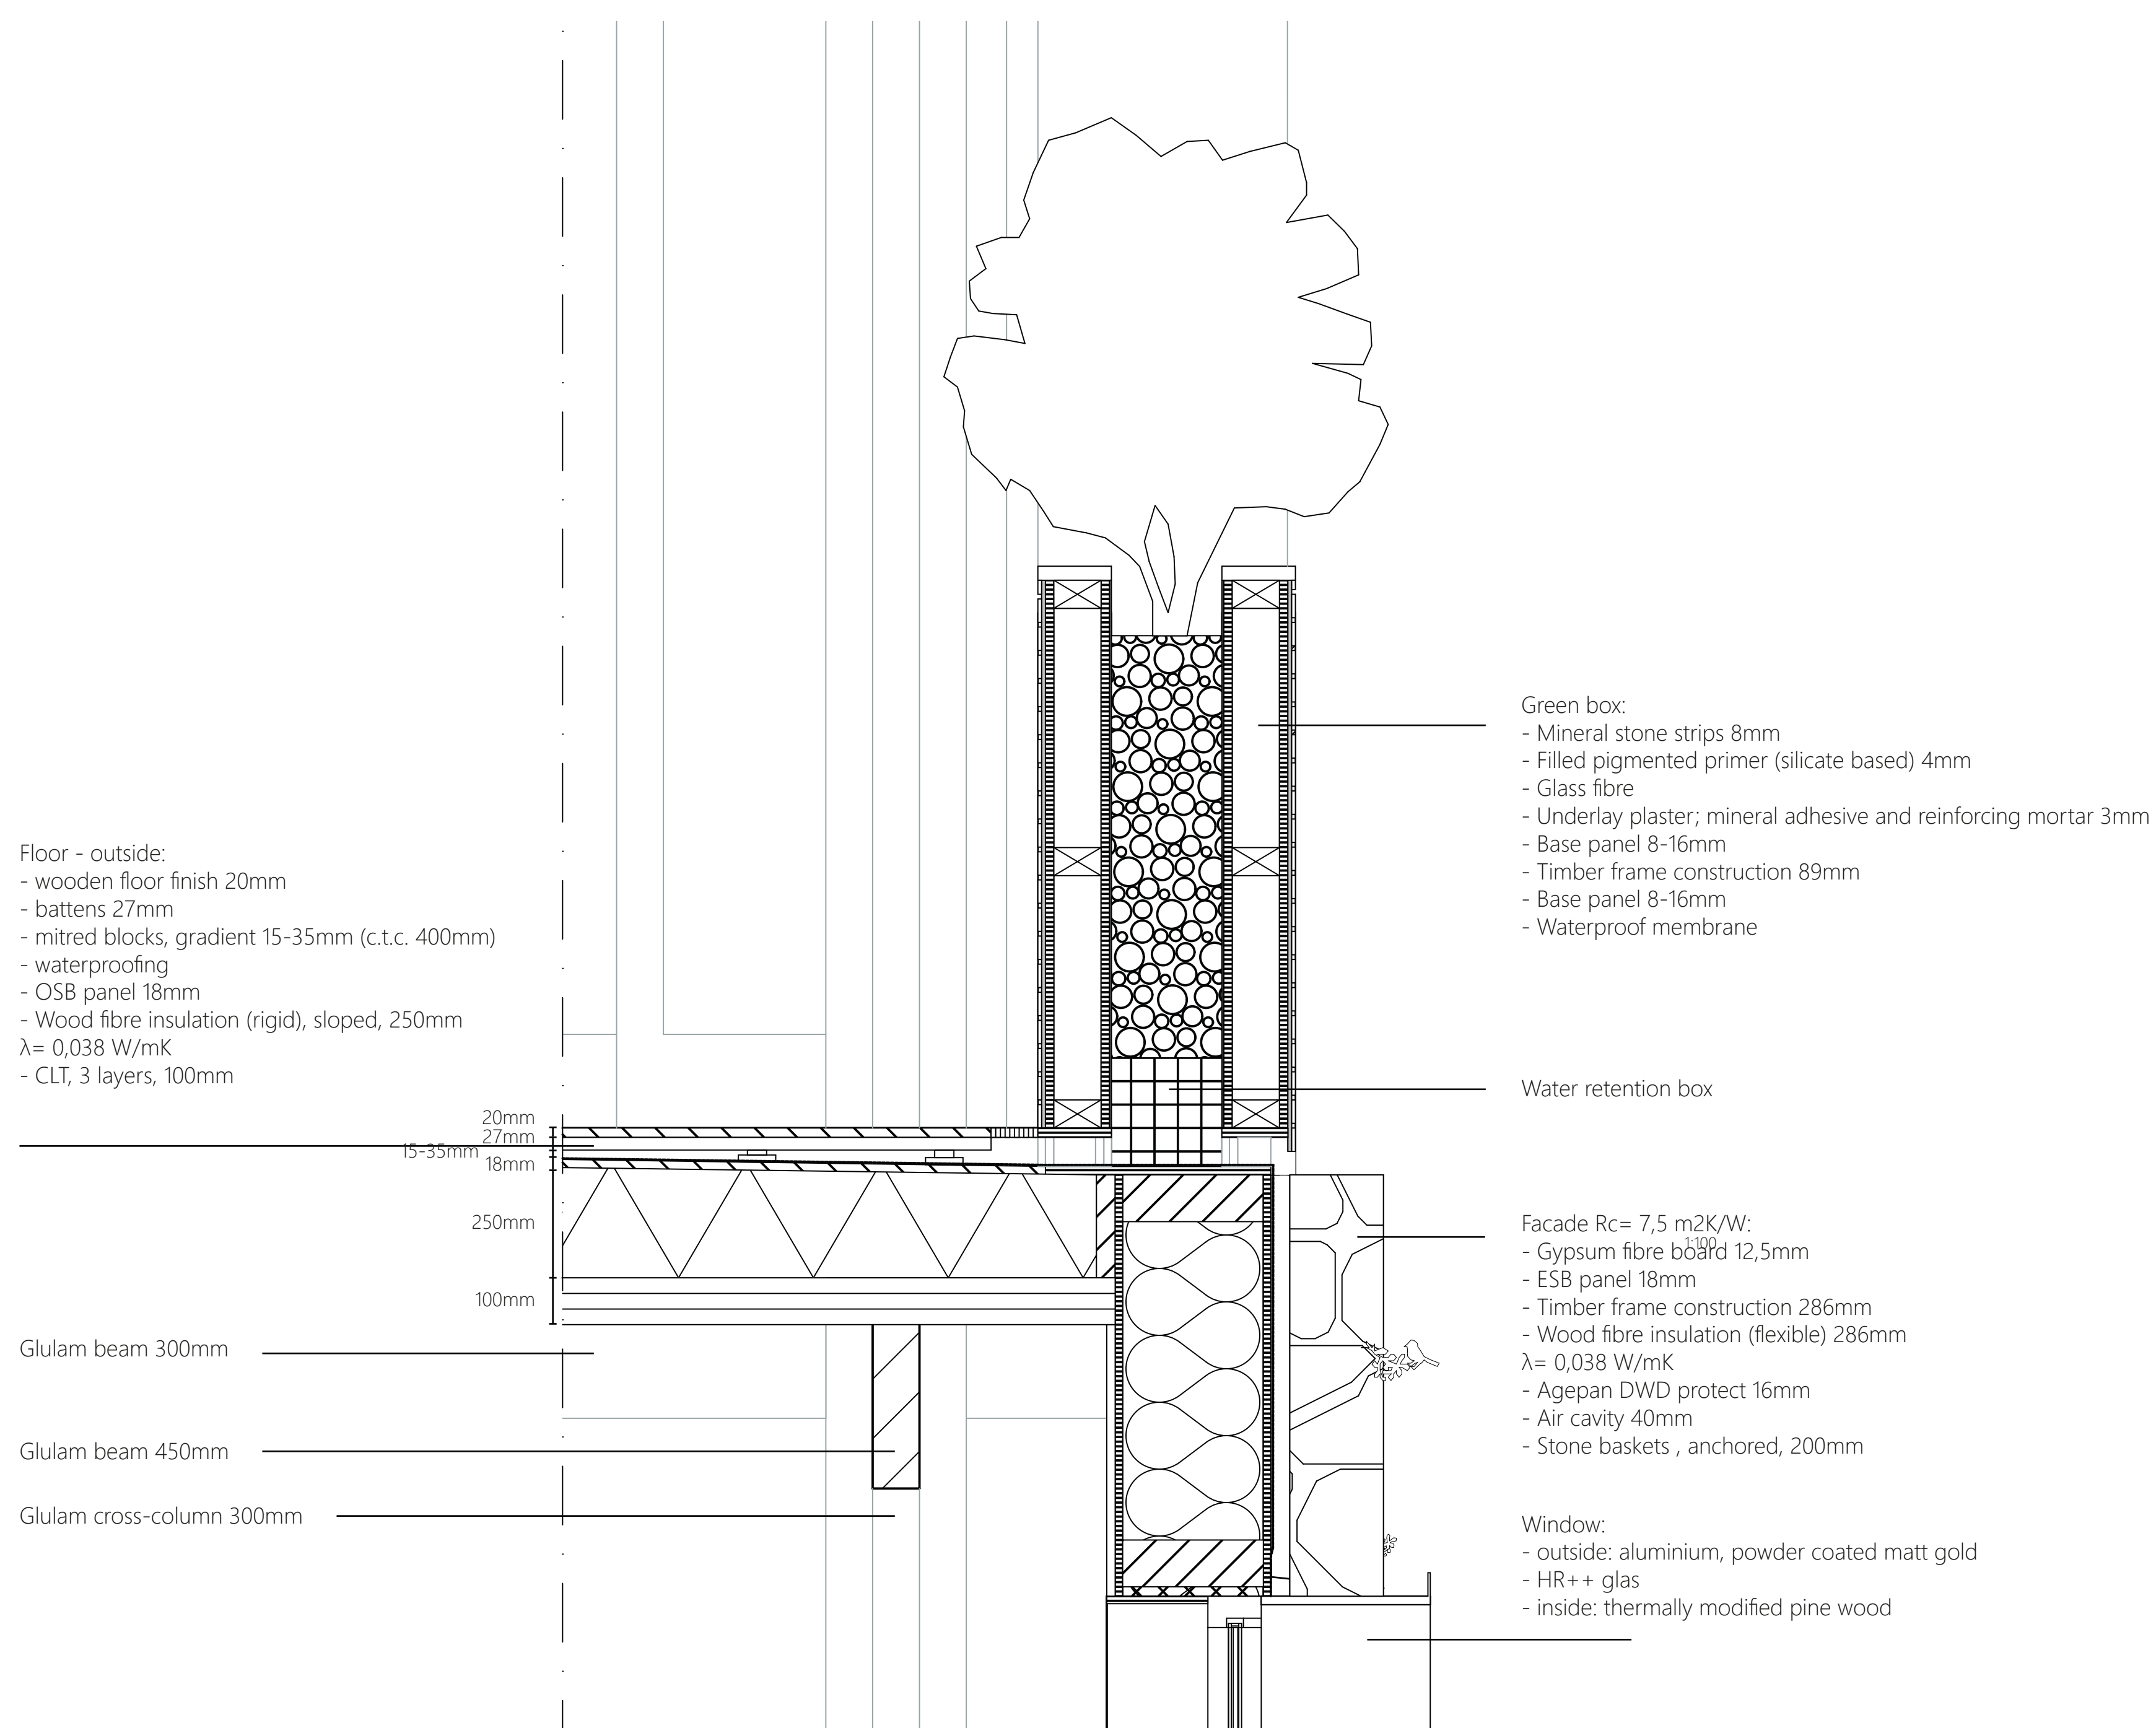 Green box:
- Mineral stone strips 8mm
- Filled pigmented primer (silicate based) 4mm
- Glass fibre
- Underlay plaster; mineral adhesive and reinforcing mortar 3mm
- Base panel 8-16mm
- Timber frame construction 89mm
- Base panel 8-16mm
- Waterproof membrane
Floor - outside:
- wooden floor finish 20mm
- battens 27mm
- mitred blocks, gradient 15-35mm (c.t.c. 400mm)
- waterproofing
- OSB panel 18mm
- Wood fibre insulation (rigid), sloped, 250mm
λ= 0,038 W/mK
- CLT, 3 layers, 100mm
Water retention box
20mm
27mm
15-35mm
18mm
250mm
100mm
Facade Rc= 7,5 m2K/W:
1:100
- Gypsum fibre board 12,5mm
- ESB panel 18mm
- Timber frame construction 286mm
- Wood fibre insulation (flexible) 286mm
λ= 0,038 W/mK
- Agepan DWD protect 16mm
- Air cavity 40mm
- Stone baskets , anchored, 200mm
Glulam beam 300mm
Glulam beam 450mm
Glulam cross-column 300mm
Window:
- outside: aluminium, powder coated matt gold
- HR++ glas
- inside: thermally modified pine wood